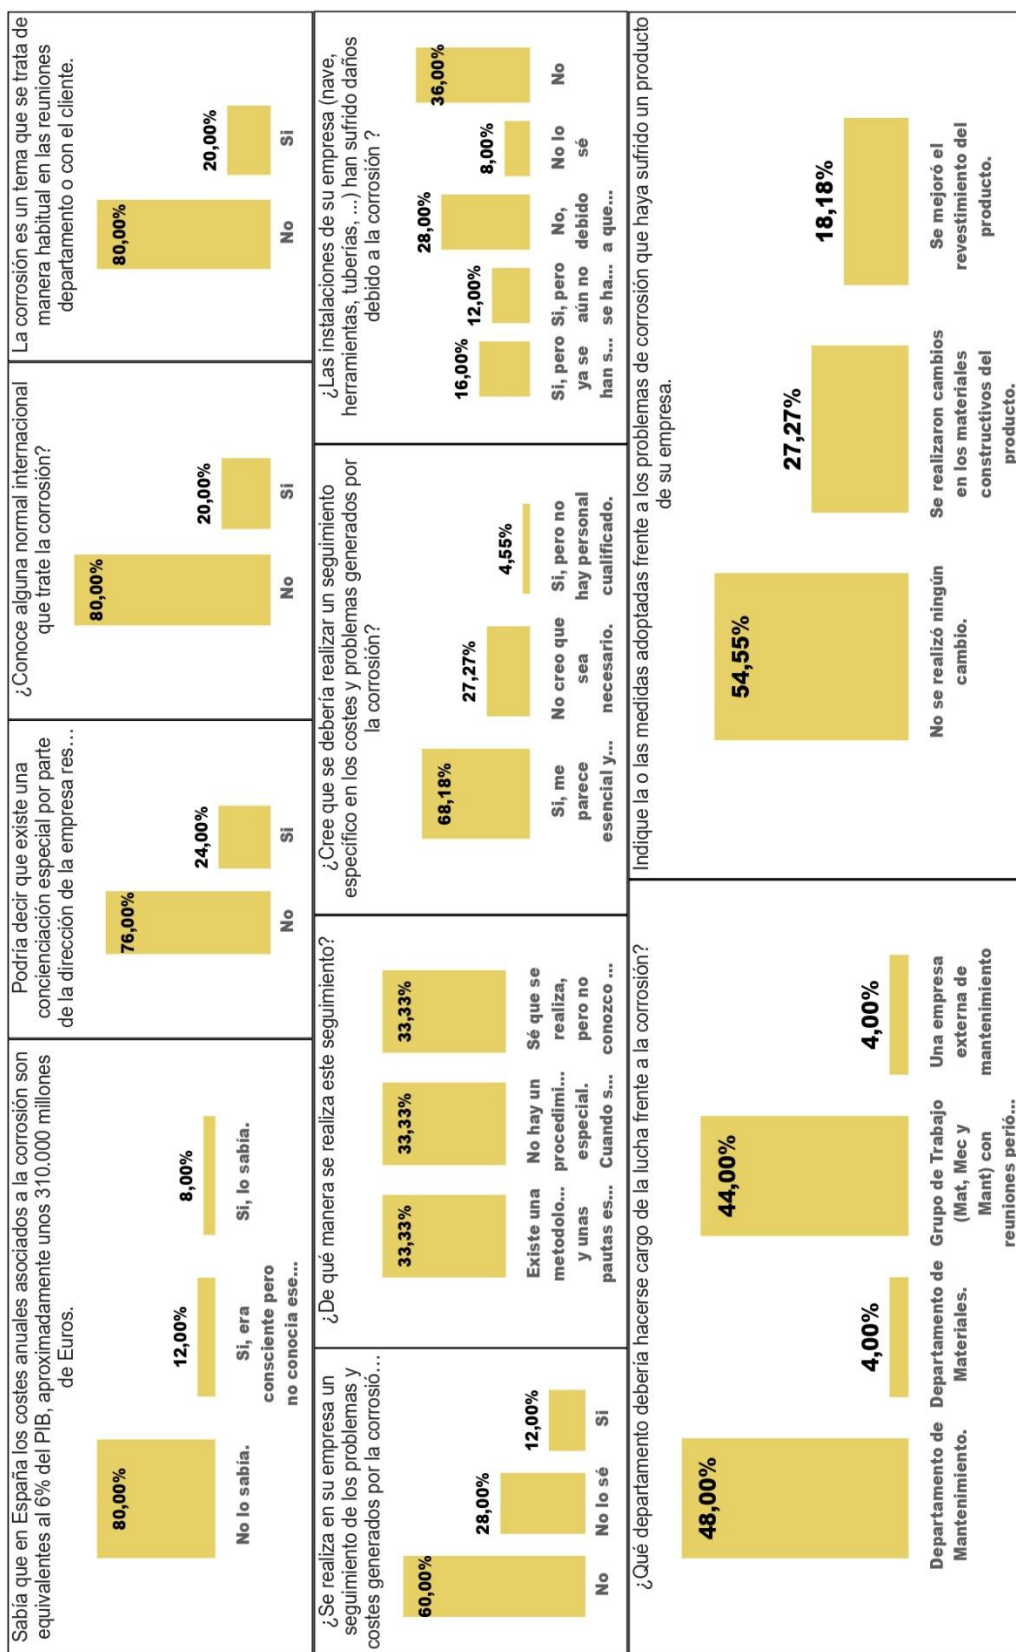 Sabía que en España los costes anuales asociados a la corrosión son
equivalentes al 6% del PIB, aproximadamente unos 310.000 millones
de Euros.
80,00%
12,00%
8,00%
No lo sabía.
Si, era
consciente pero
no conocia ese...
Si, lo sabía.
Podría decir que existe una
concienciación especial por parte
de la dirección de la empresa res...
76,00%
24,00%
No
Si
¿Conoce alguna normal internacional
que trate la corrosión?
80,00%
20,00%
No
Si
La corrosión es un tema que se trata de
manera habitual en las reuniones
departamento o con el cliente.
80,00%
20,00%
No
Si
¿Se realiza en su empresa un
seguimiento de los problemas y
costes generados por la corrosió...
60,00%
28,00%
12,00%
No
No lo sé
Si
¿De qué manera se realiza este seguimiento?
33,33%
33,33%
33,33%
Existe una
metodolo...
y unas
pautas es...
No hay un
procedimi...
especial.
Cuando s...
Sé que se
realiza,
pero no
conozco ...
¿Cree que se debería realizar un seguimiento
específico en los costes y problemas generados por
la corrosión?
68,18%
27,27%
4,55%
Si, me
parece
esencial y...
No creo que
sea
necesario.
Si, pero no
hay personal
cualificado.
¿Las instalaciones de su empresa (nave,
herramientas, tuberías, ...) han sufrido daños
debido a la corrosión ?
16,00%
12,00%
28,00%
8,00%
36,00%
Si, pero
ya se
han s...
Si, pero
aún no
se ha...
No,
debido
a que...
No lo
sé
No
¿Qué departamento debería hacerse cargo de la lucha frente a la corrosión?
48,00%
4,00%
44,00%
4,00%
Departamento de
Mantenimiento.
Departamento de
Materiales.
Grupo de Trabajo
(Mat, Mec y
Mant) con
reuniones perió...
Una empresa
externa de
mantenimiento
Indique la o las medidas adoptadas frente a los problemas de corrosión que haya sufrido un producto
de su empresa.
54,55%
27,27%
18,18%
No se realizó ningún
cambio.
Se realizaron cambios
en los materiales
constructivos del
producto.
Se mejoró el
revestimiento del
producto.